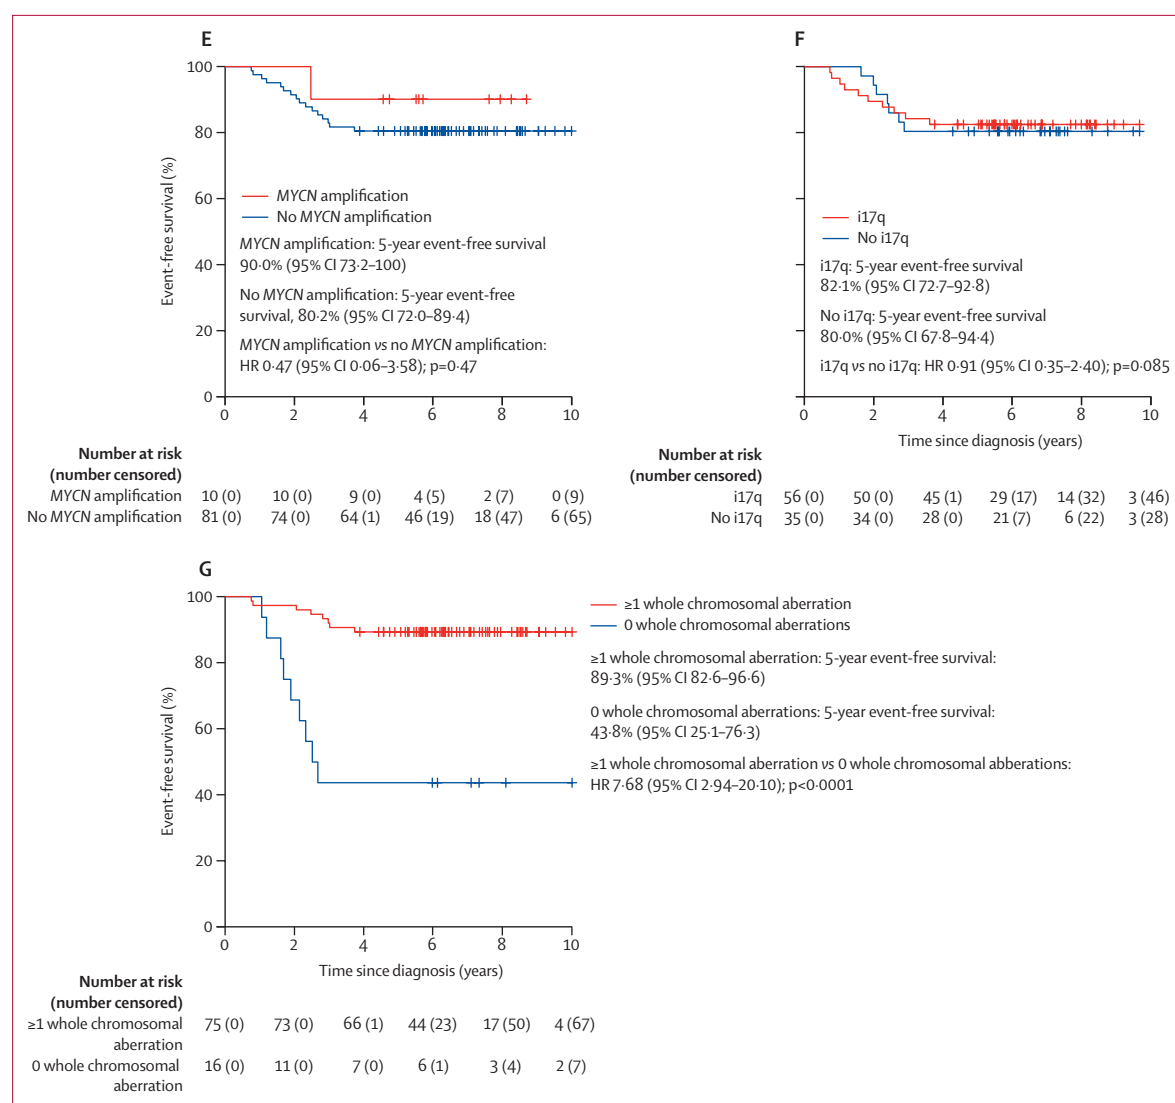 E
100
80
60
40
20
0
Event-free survival (%)
MYCN amplification
No MYCN amplification
MYCN amplification: 5-year event-free survival
90·0% (95% CI 73·2–100)
No MYCN amplification: 5-year event-free
survival, 80·2% (95% CI 72·0–89·4)
MYCN amplification vs no MYCN amplification:
HR 0·47 (95% CI 0·06–3·58); p=0·47
0 2 4 6 8 10
Number at risk
(number censored)
MYCN amplification 10 (0) 10 (0) 9 (0) 4 (5) 2 (7) 0 (9)
No MYCN amplification 81 (0) 74 (0) 64 (1) 46 (19) 18 (47) 6 (65)
F
i17q
No i17q
i17q: 5-year event-free survival
82·1% (95% CI 72·7–92·8)
No i17q: 5-year event-free survival
80·0% (95% CI 67·8–94·4)
i17q vs no i17q: HR 0·91 (95% CI 0·35–2·40); p=0·085
0 2 4 6 8 10
Time since diagnosis (years)
Number at risk
(number censored)
i17q 56 (0) 50 (0) 45 (1) 29 (17) 14 (32) 3 (46)
No i17q 35 (0) 34 (0) 28 (0) 21 (7) 6 (22) 3 (28)
G
100
80
60
40
20
0
Event-free survival (%)
≥1 whole chromosomal aberration
0 whole chromosomal aberrations
≥1 whole chromosomal aberration: 5-year event-free survival:
89·3% (95% CI 82·6–96·6)
0 whole chromosomal aberrations: 5-year event-free survival:
43·8% (95% CI 25·1–76·3)
≥1 whole chromosomal aberration vs 0 whole chromosomal abberations:
HR 7·68 (95% CI 2·94–20·10); p<0·0001
0 2 4 6 8 10
Time since diagnosis (years)
Number at risk
(number censored)
≥1 whole chromosomal 75 (0) 73 (0) 66 (1) 44 (23) 17 (50) 4 (67)
aberration
0 whole chromosomal 16 (0) 11 (0) 7 (0) 6 (1) 3 (4) 2 (7)
aberration